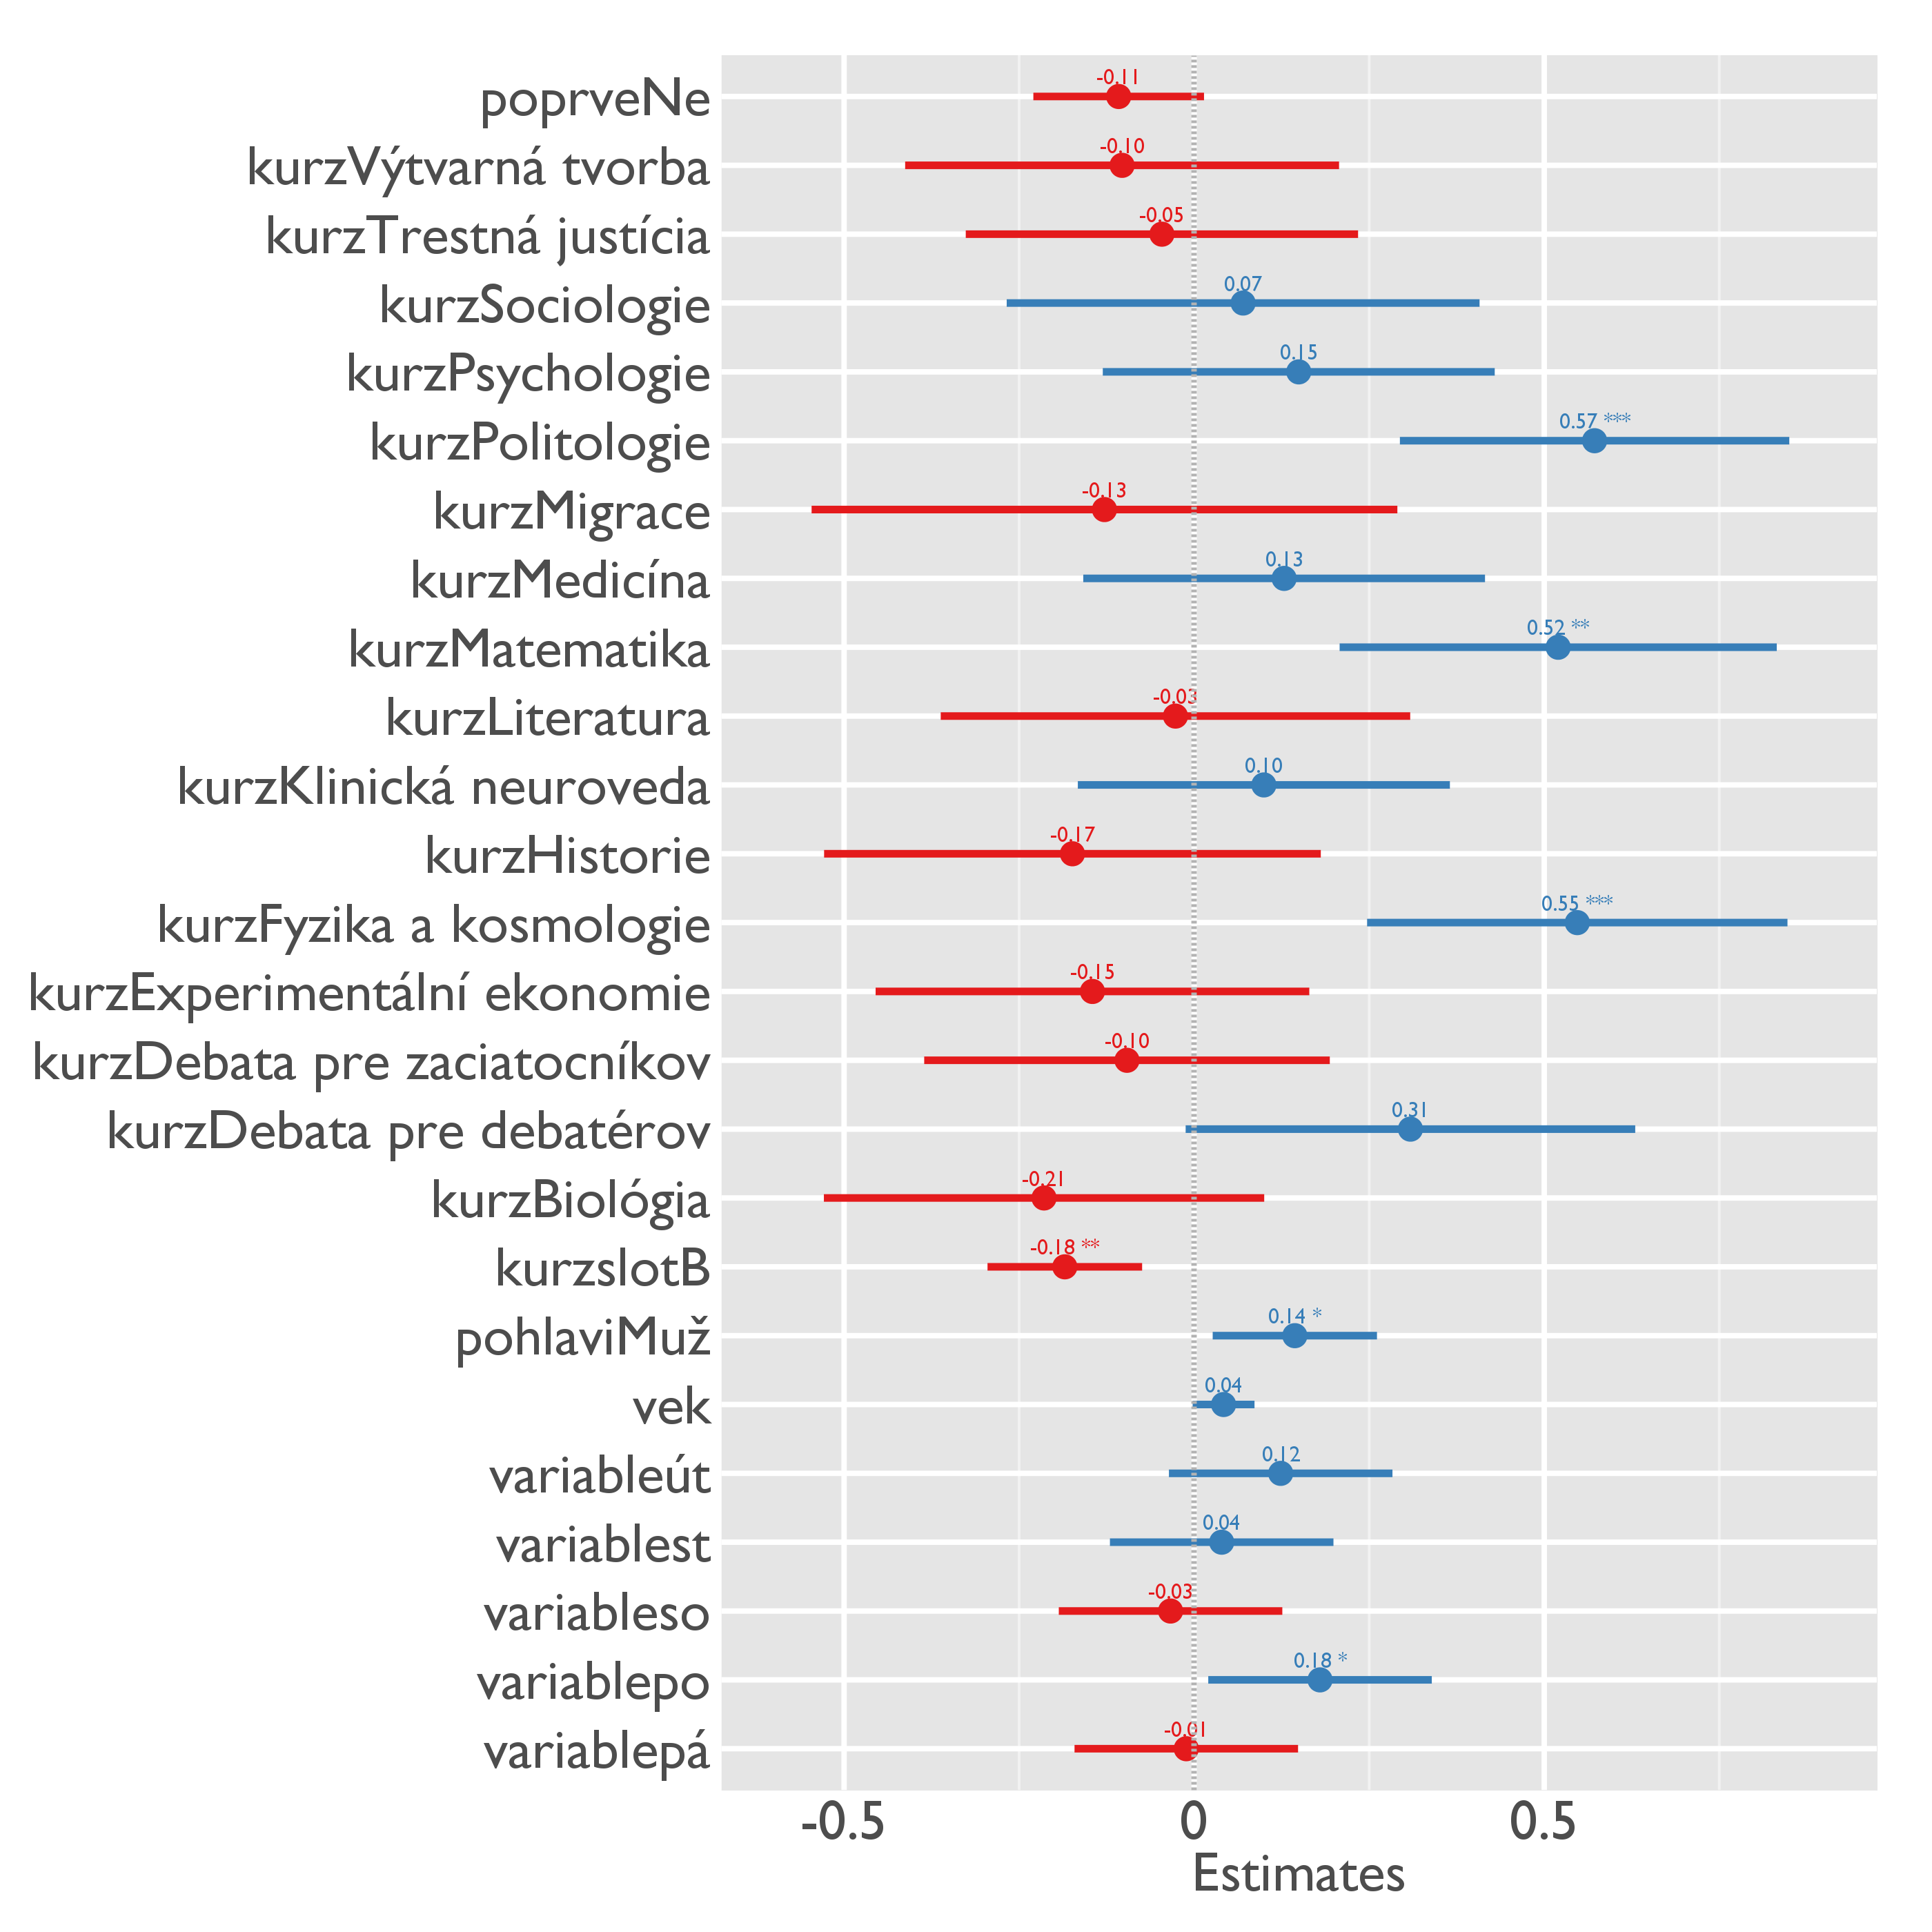 poprveNe -0.11
kurzVýtvarná tvorba -0.10
kurzTrestná justícia -0.05
kurzSociologie 0.07
kurzPsychologie 0.15
kurzPolitologie 0.57 ***
kurzMigrace -0.13
kurzMedicína 0.13
kurzMatematika 0.52 **
kurzLiteratura -0.03
kurzKlinická neuroveda 0.10
kurzHistorie -0.17
kurzFyzika a kosmologie 0.55 ***
kurzExperimentální ekonomie -0.15
kurzDebata pre zaciatocníkov -0.10
kurzDebata pre debatérov 0.31
kurzBiológia -0.21
kurzslotB -0.18 **
pohlaviMuž 0.14 *
vek 0.04
variableút 0.12
variablest 0.04
variableso -0.03
variablepo 0.18 *
variablepá -0.01
-0.5 0 0.5
Estimates